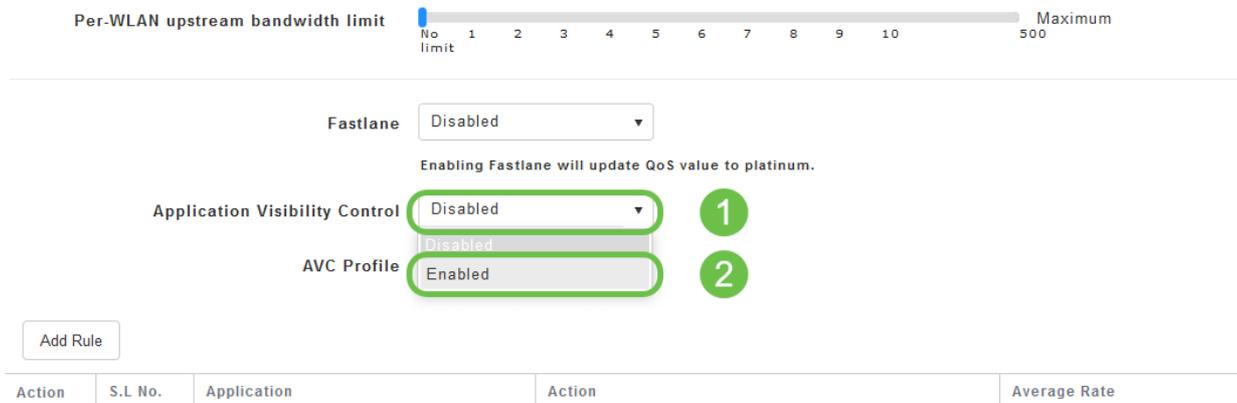 Per-WLAN upstream bandwidth limit Maximum
No limit 1 2 3 4 5 6 7 8 9 10 500
Fastlane Disabled
Enabling Fastlane will update QoS value to platinum.
Application Visibility Control Disabled 1
Disabled
AVC Profile Enabled 2
Add Rule
Action S.L No. Application Action Average Rate